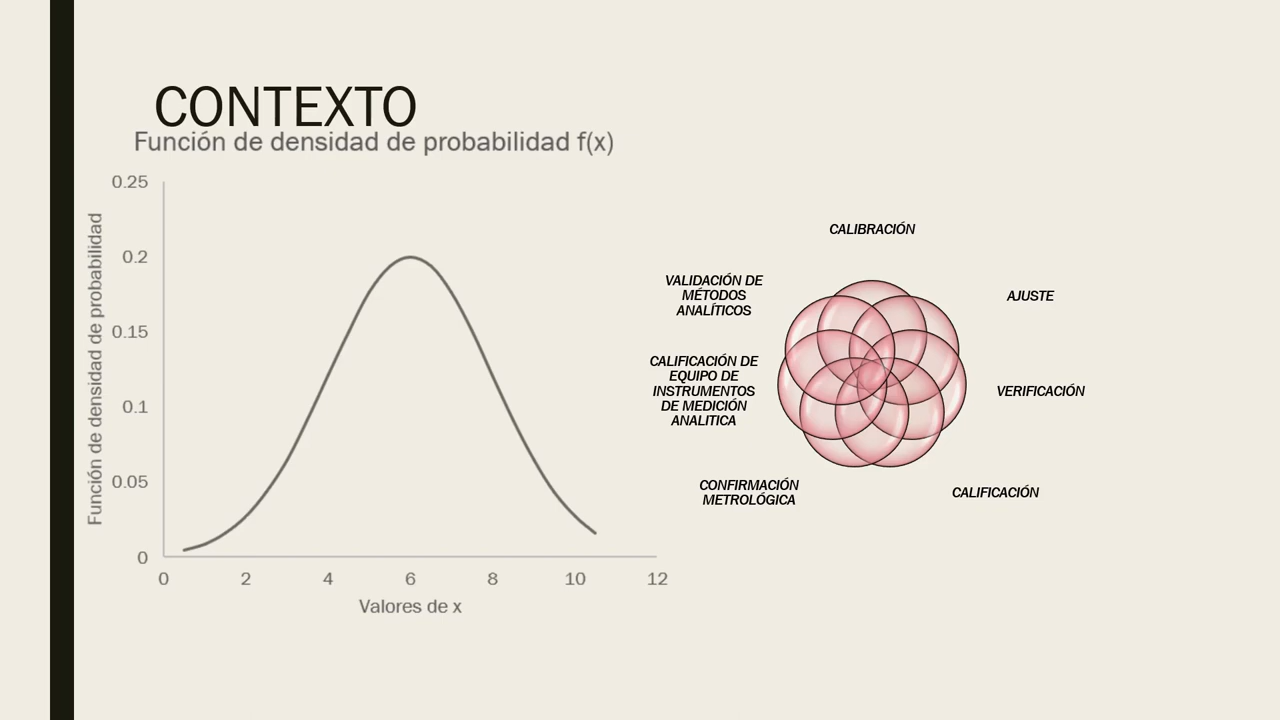 CONTEXTO
Función de densidad de probabilidad f(x)
Función de densidad de probabilidad
0.25
0.2
0.15
0.1
0.05
0
0
2
4
6
8
10
12
Valores de x
CALIBRACIÓN
AJUSTE
VERIFICACIÓN
CALIFICACIÓN
CONFIRMACIÓN
METROLÓGICA
CALIFICACIÓN DE
EQUIPO DE
INSTRUMENTOS
DE MEDICIÓN
ANALITICA
VALIDACIÓN DE
MÉTODOS
ANALÍTICOS